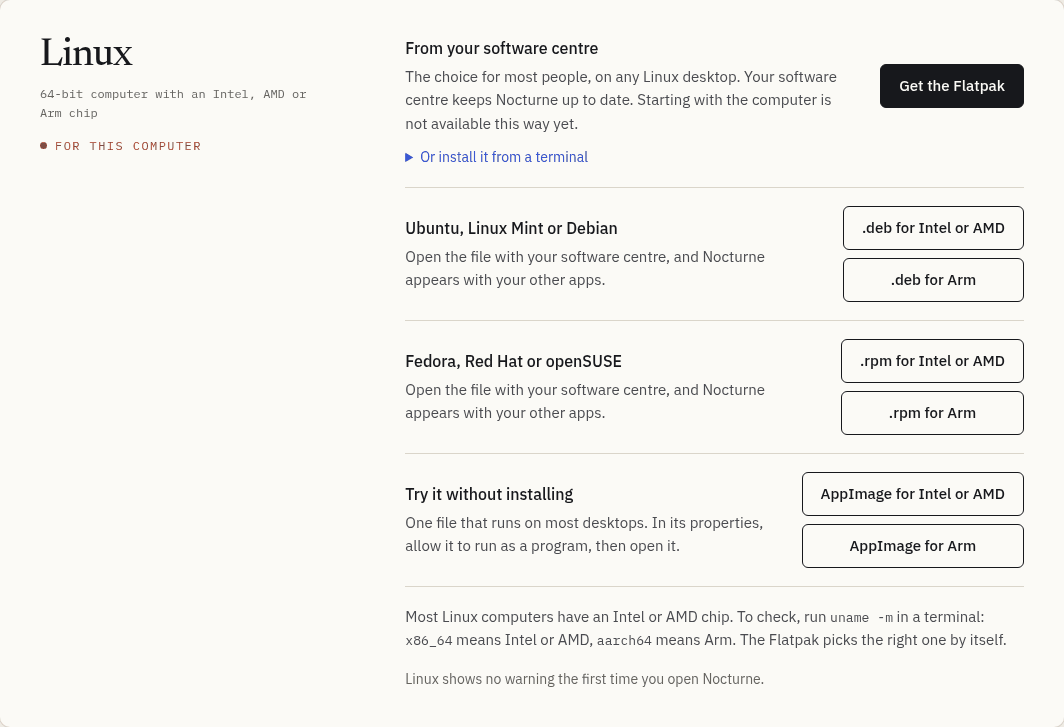 Linux
64-bit computer with an Intel, AMD or
Arm chip
FOR THIS COMPUTER
From your software centre
The choice for most people, on any Linux desktop. Your software
centre keeps Nocturne up to date. Starting with the computer is
not available this way yet.
Or install it from a terminal
Get the Flatpak
Ubuntu, Linux Mint or Debian
Open the file with your software centre, and Nocturne
appears with your other apps.
.deb for Intel or AMD
.deb for Arm
Fedora, Red Hat or openSUSE
Open the file with your software centre, and Nocturne
appears with your other apps.
.rpm for Intel or AMD
.rpm for Arm
Try it without installing
One file that runs on most desktops. In its properties,
allow it to run as a program, then open it.
AppImage for Intel or AMD
AppImage for Arm
Most Linux computers have an Intel or AMD chip. To check, run uname -m in a terminal:
x86_64 means Intel or AMD, aarch64 means Arm. The Flatpak picks the right one by itself.
Linux shows no warning the first time you open Nocturne.